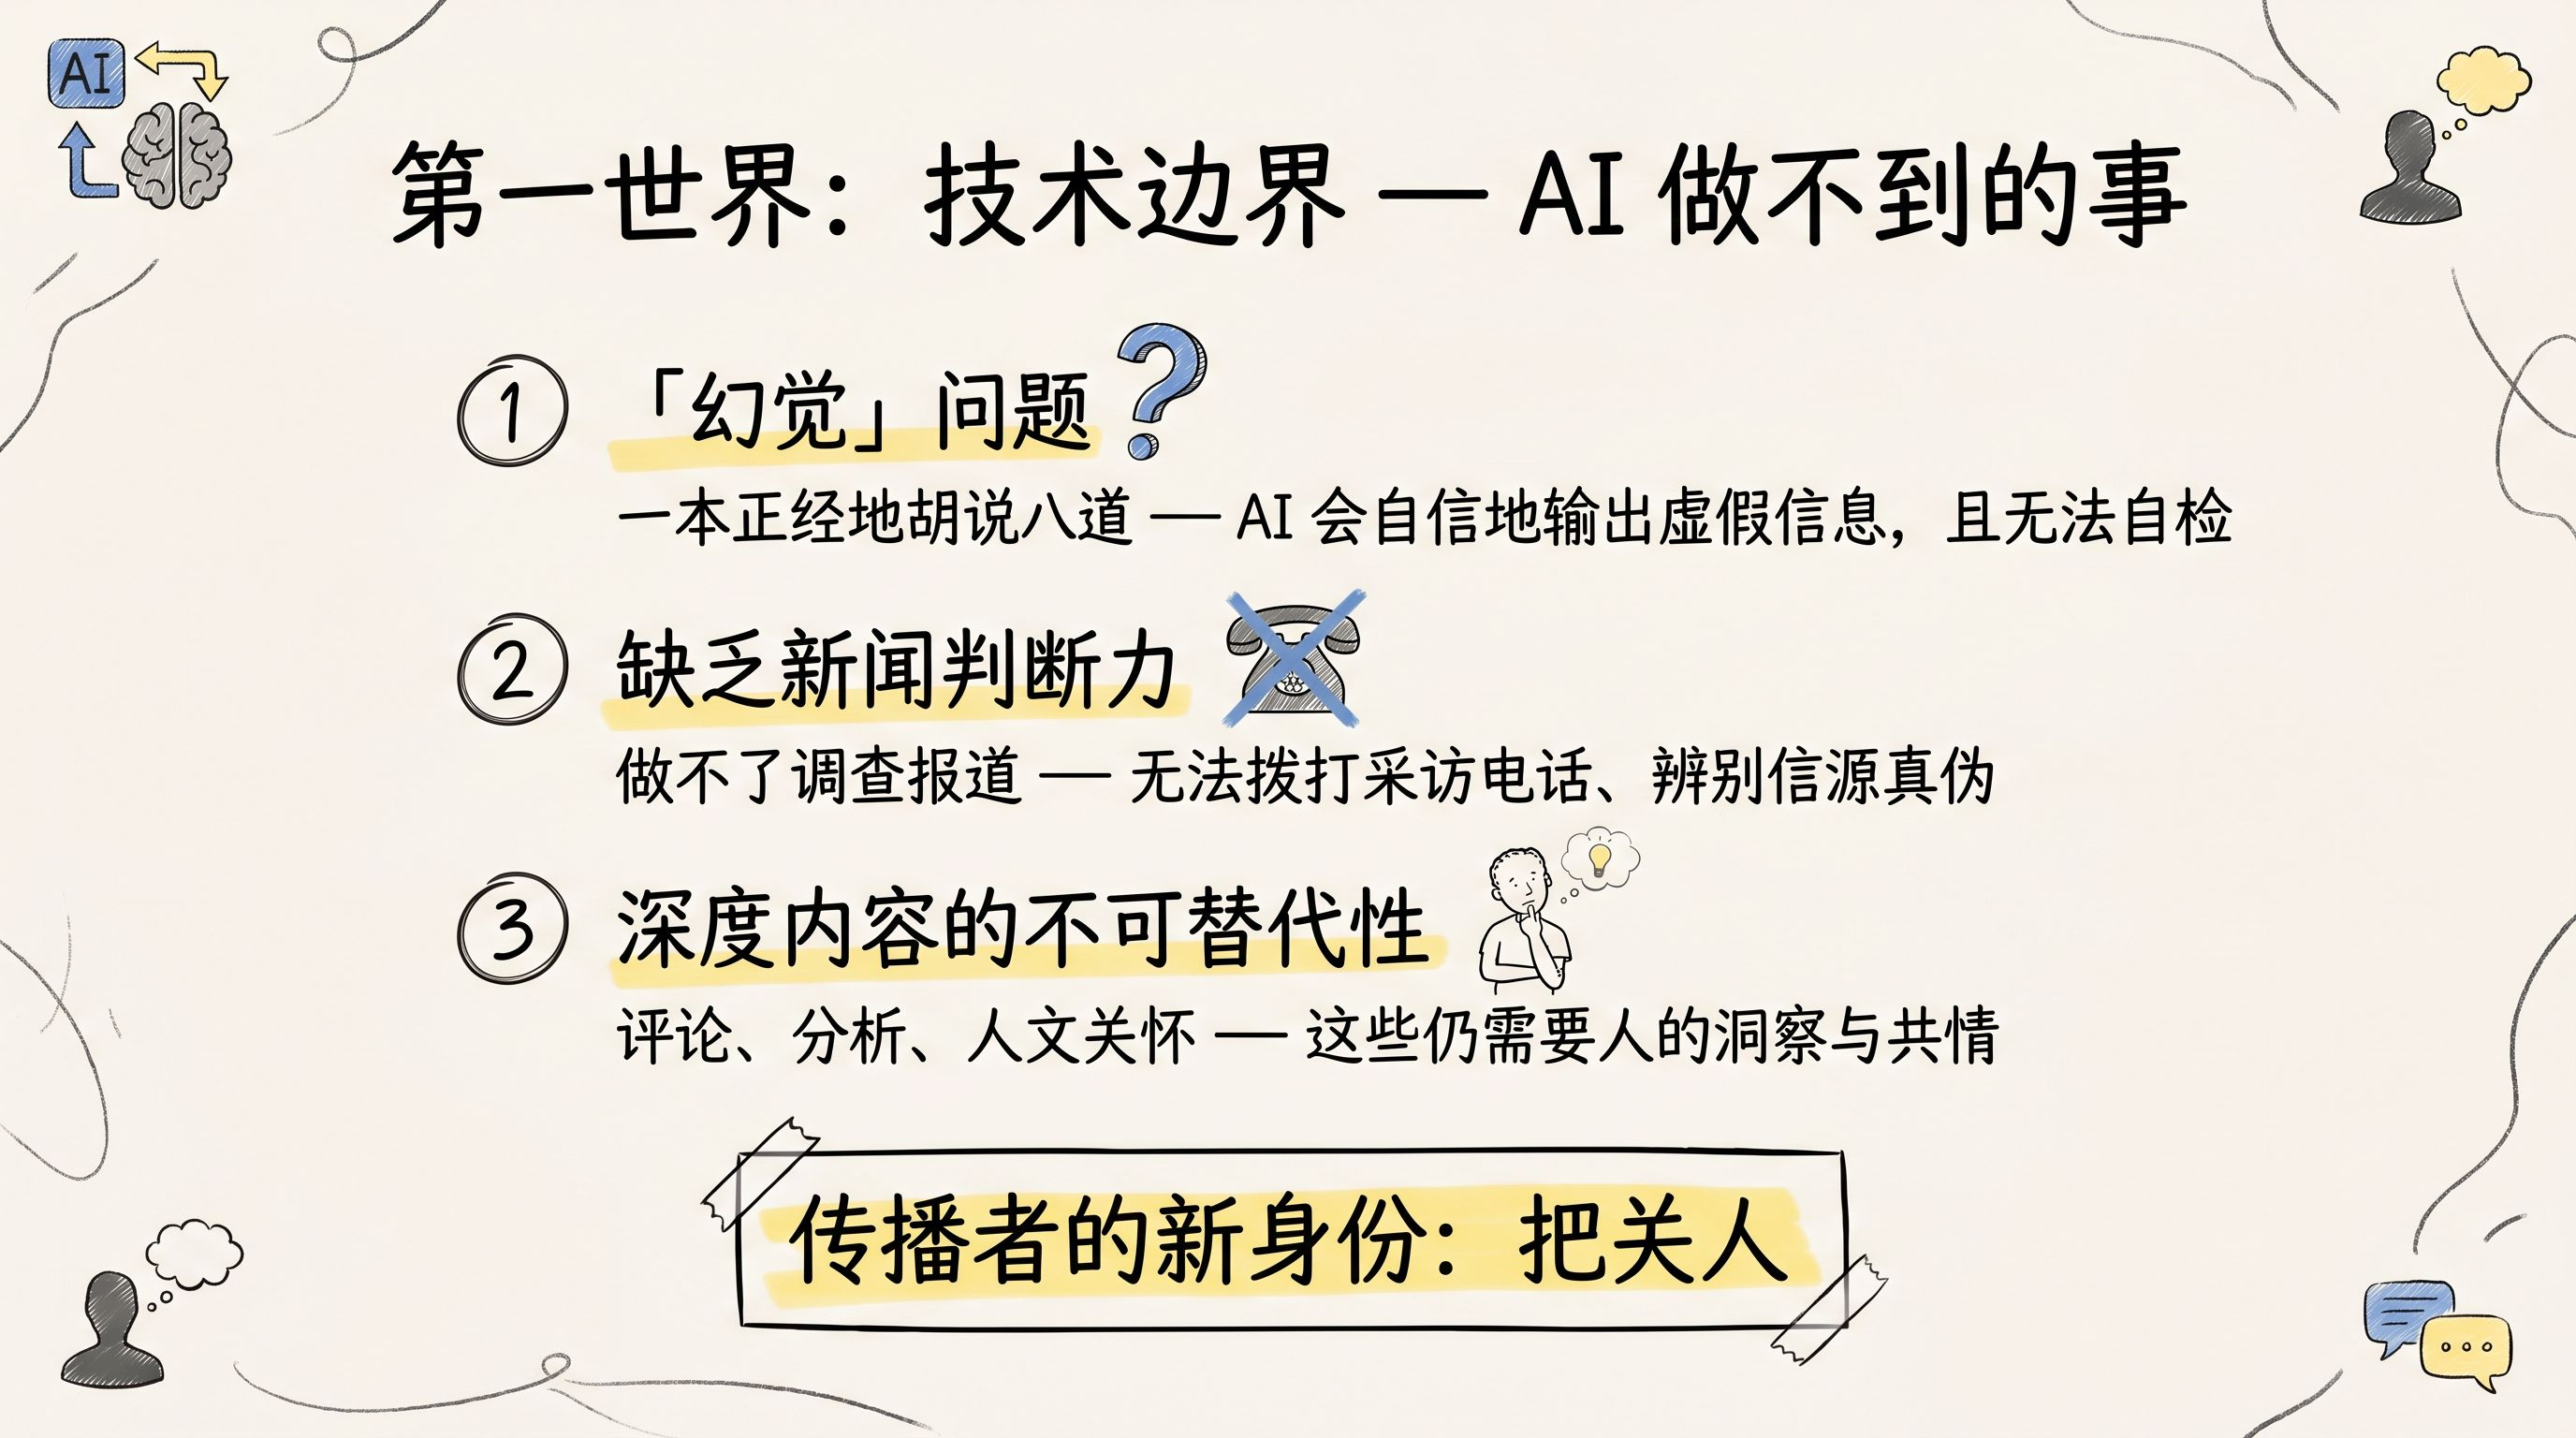 AI
第一世界：技术边界 — AI 做不到的事
1 「幻觉」问题 ?
一本正经地胡说八道 — AI 会自信地输出虚假信息，且无法自检
2 缺乏新闻判断力
做不了调查报道 — 无法拨打采访电话、辨别信源真伪
3 深度内容的不可替代性
评论、分析、人文关怀 — 这些仍需要人的洞察与共情
传播者的新身份：把关人